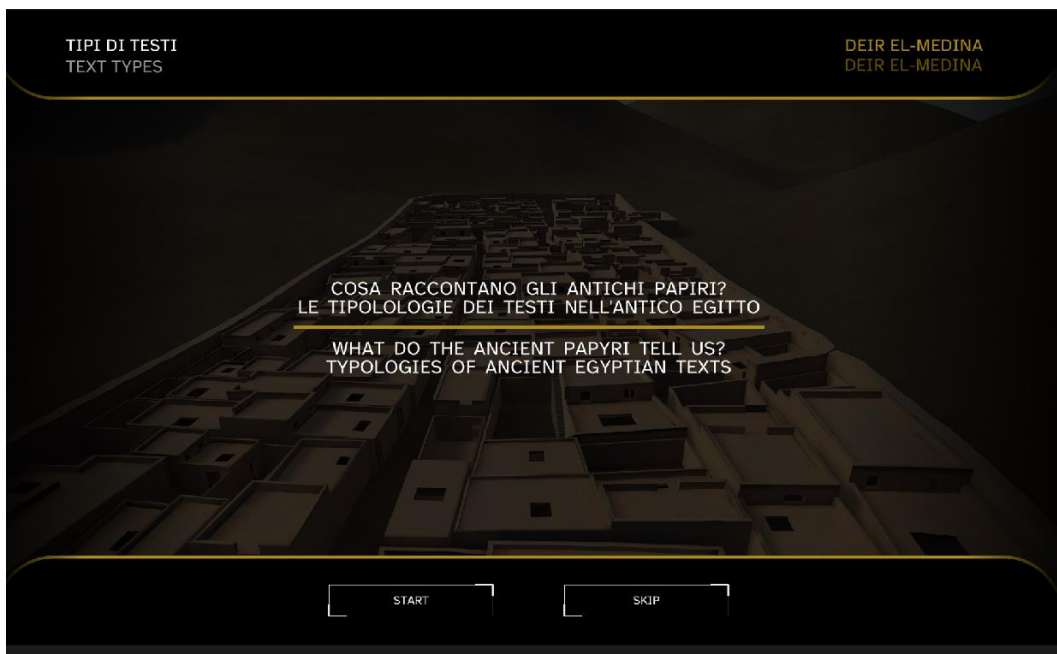 TIPI DI TESTI
TEXT TYPES
DEIR EL-MEDINA
DEIR EL-MEDINA
COSA RACCONTANO GLI ANTICHI PAPIRI?
LE TIPOLOLOGIE DEI TESTI NELL'ANTICO EGITTO
WHAT DO THE ANCIENT PAPYRI TELL US?
TYPOLOGIES OF ANCIENT EGYPTIAN TEXTS
START
SKIP